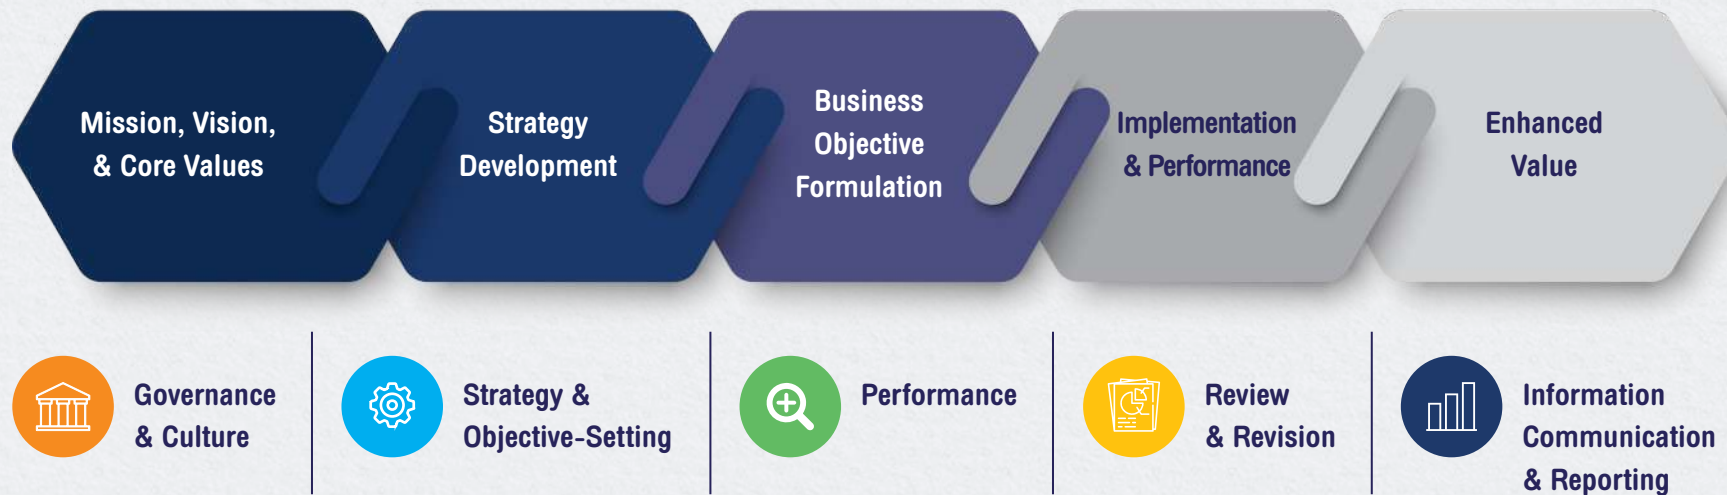 Mission, Vision,
& Core Values
Strategy
Development
Business
Objective
Formulation
Implementation
& Performance
Enhanced
Value
Governance
& Culture
Strategy &
Objective-Setting
Performance
Review
& Revision
Information
Communication
& Reporting